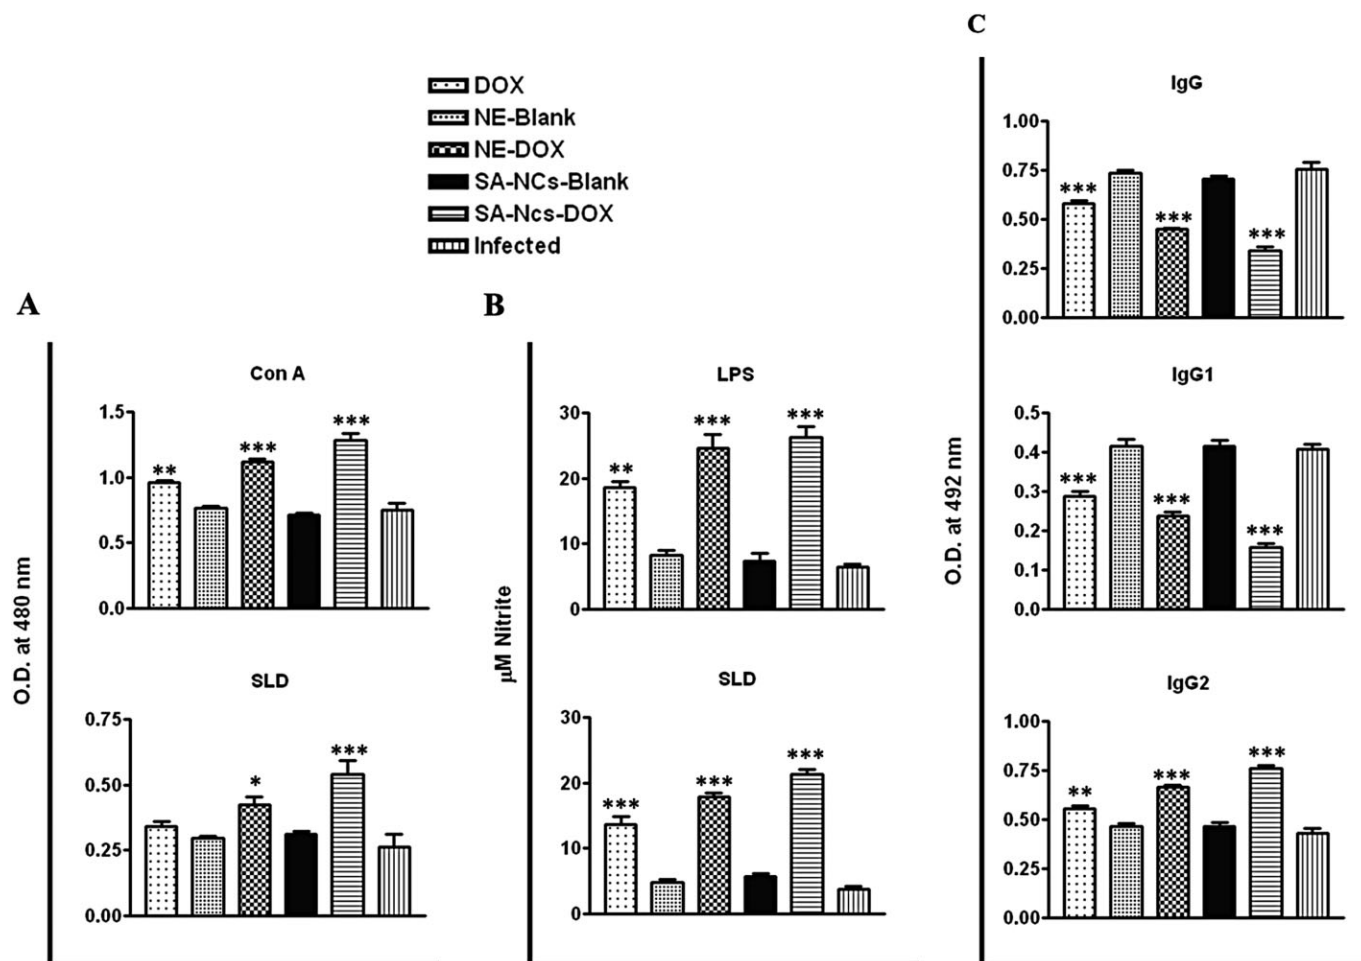 C
DOX
NE-Blank
NE-DOX
SA-NCs-Blank
SA-Ncs-DOX
Infected
A
O.D. at 480 nm
Con A
1.5
1.0
0.5
0.0
**
***
***
SLD
0.75
0.50
0.25
0.00
*
***
B
μM Nitrite
LPS
30
20
10
0
**
***
***
SLD
30
20
10
0
***
***
***
O.D. at 492 nm
IgG
1.00
0.75
0.50
0.25
0.00
***
***
***
IgG1
0.5
0.4
0.3
0.2
0.1
0.0
***
***
***
IgG2
1.00
0.75
0.50
0.25
0.00
**
***
***